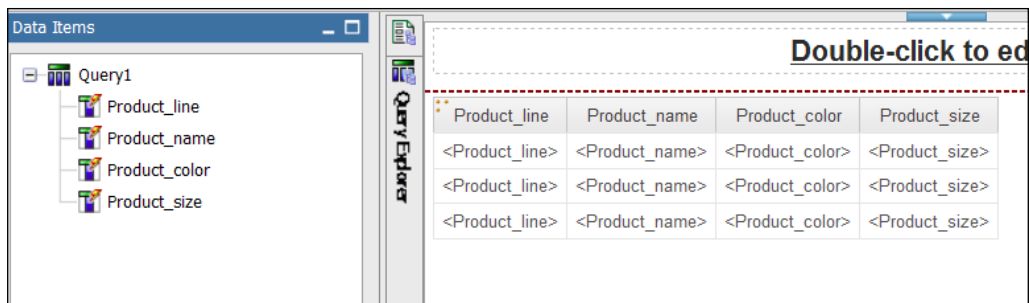 Data Items
Query1
Product_line
Product_name
Product_color
Product_size
Query Explorer
Double-click to ed
Product_line Product_name Product_color Product_size
<Product_line> <Product_name> <Product_color> <Product_size>
<Product_line> <Product_name> <Product_color> <Product_size>
<Product_line> <Product_name> <Product_color> <Product_size>